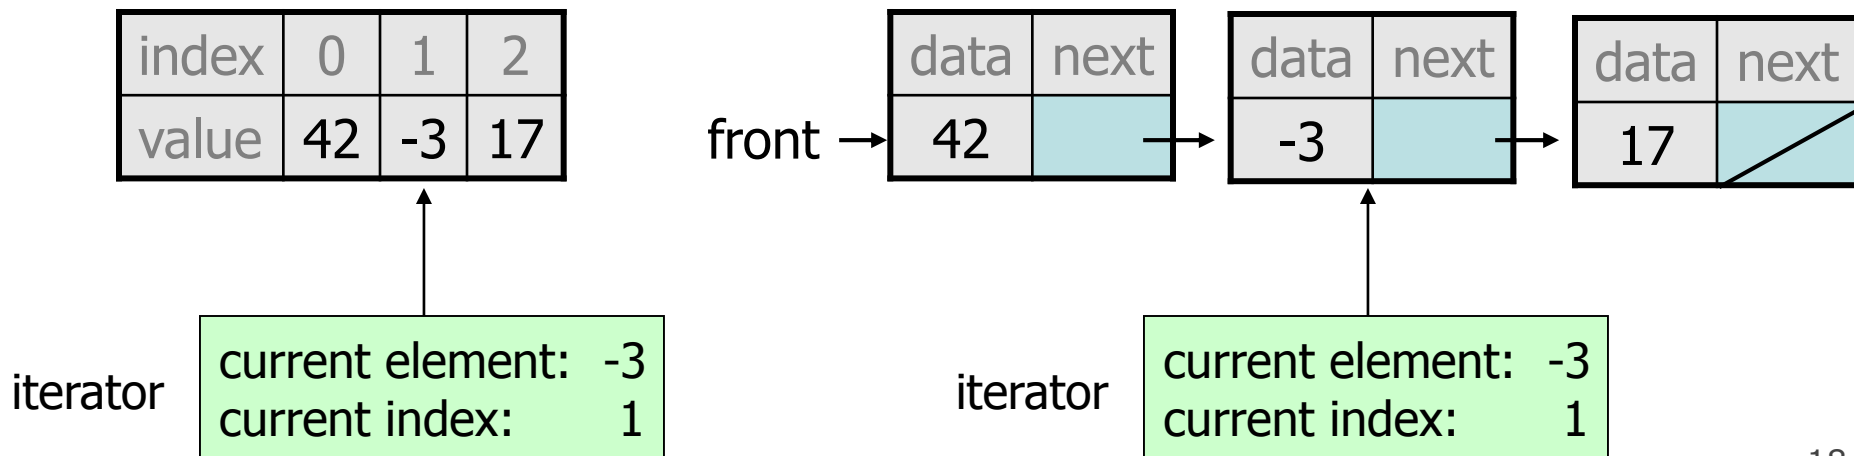 index 0 1 2
value 42 -3 17
front
data next
42
data next
-3
data next
17
iterator
current element: -3
current index: 1
iterator
current element: -3
current index: 1